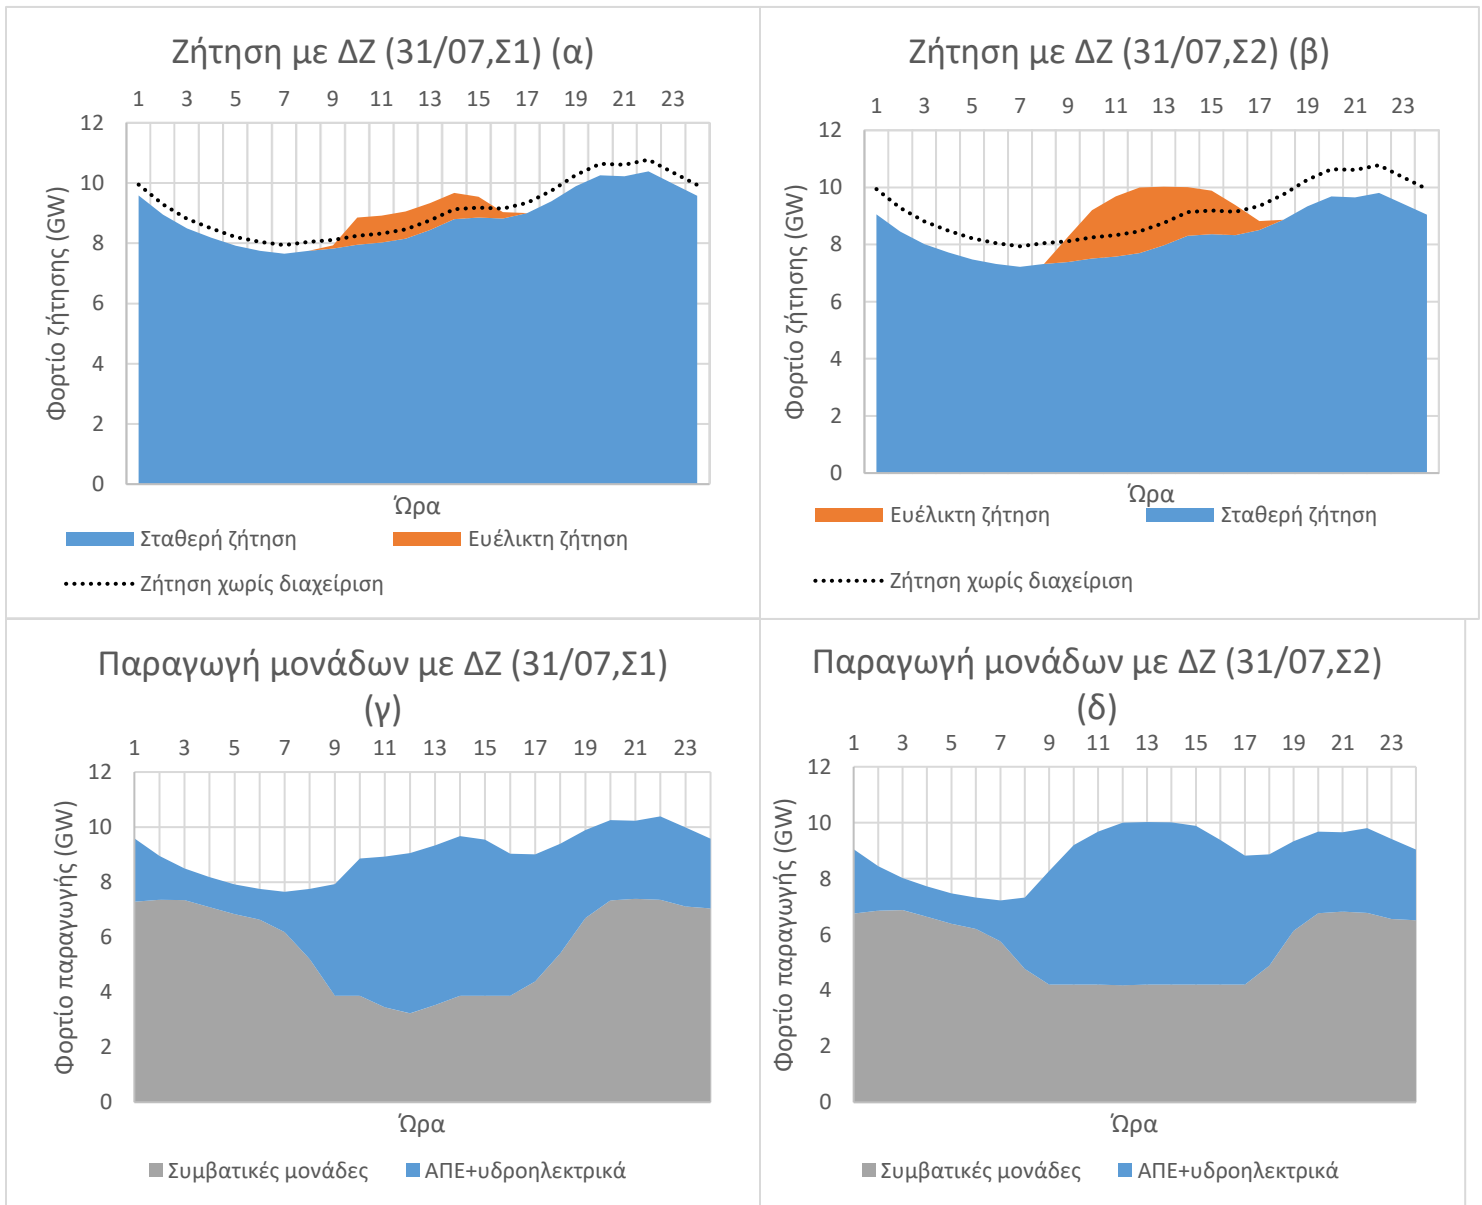 Ζήτηση με ΔΖ (31/07,Σ1) (α)
1 3 5 7 9 11 13 15 17 19 21 23
12
10
8
6
4
2
0
Φορτίο ζήτησης (GW)
Ώρα
Σταθερή ζήτηση Ευέλικτη ζήτηση
Ζήτηση χωρίς διαχείριση
Ζήτηση με ΔΖ (31/07,Σ2) (β)
1 3 5 7 9 11 13 15 17 19 21 23
12
10
8
6
4
2
0
Φορτίο ζήτησης (GW)
Ώρα
Ευέλικτη ζήτηση Σταθερή ζήτηση
Ζήτηση χωρίς διαχείριση
Παραγωγή μονάδων με ΔΖ (31/07,Σ1)
(γ)
1 3 5 7 9 11 13 15 17 19 21 23
12
10
8
6
4
2
0
Φορτίο παραγωγής (GW)
Ώρα
Συμβατικές μονάδες ΑΠΕ+υδροηλεκτρικά
Παραγωγή μονάδων με ΔΖ (31/07,Σ2)
(δ)
1 3 5 7 9 11 13 15 17 19 21 23
12
10
8
6
4
2
0
Φορτίο παραγωγής (GW)
Ώρα
Συμβατικές μονάδες ΑΠΕ+υδροηλεκτρικά